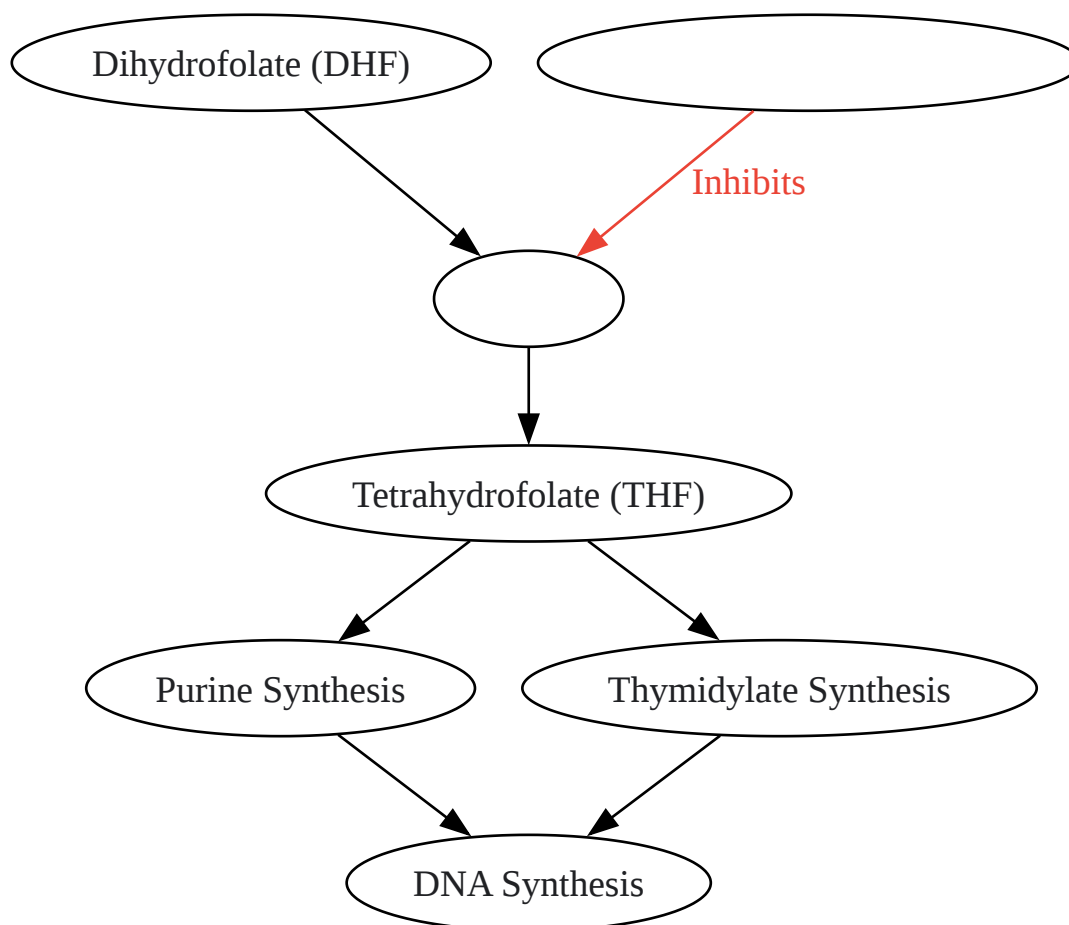 Dihydrofolate (DHF)
Inhibits
Tetrahydrofolate (THF)
Purine Synthesis
Thymidylate Synthesis
DNA Synthesis